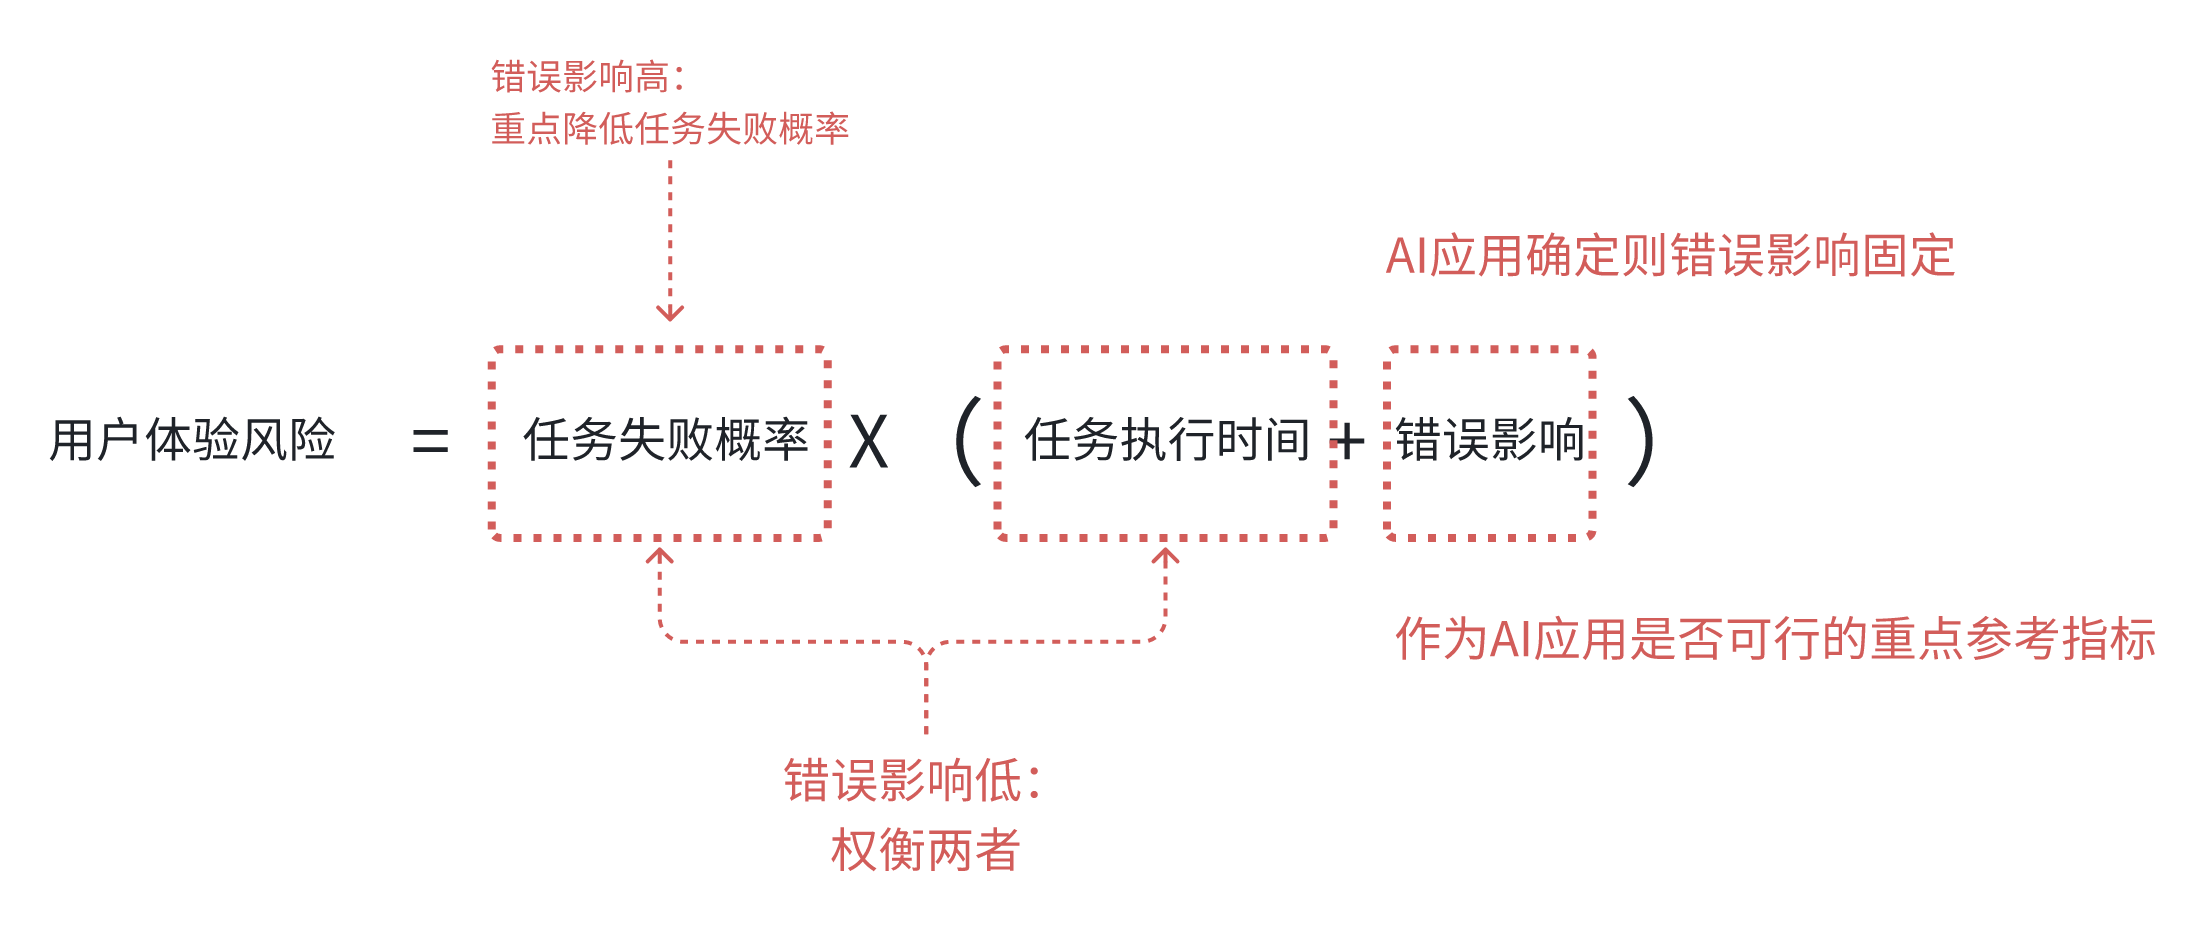 错误影响高：
重点降低任务失败概率
AI应用确定则错误影响固定
用户体验风险 = 任务失败概率 X （ 任务执行时间 + 错误影响 ）
作为AI应用是否可行的重点参考指标
错误影响低：
权衡两者